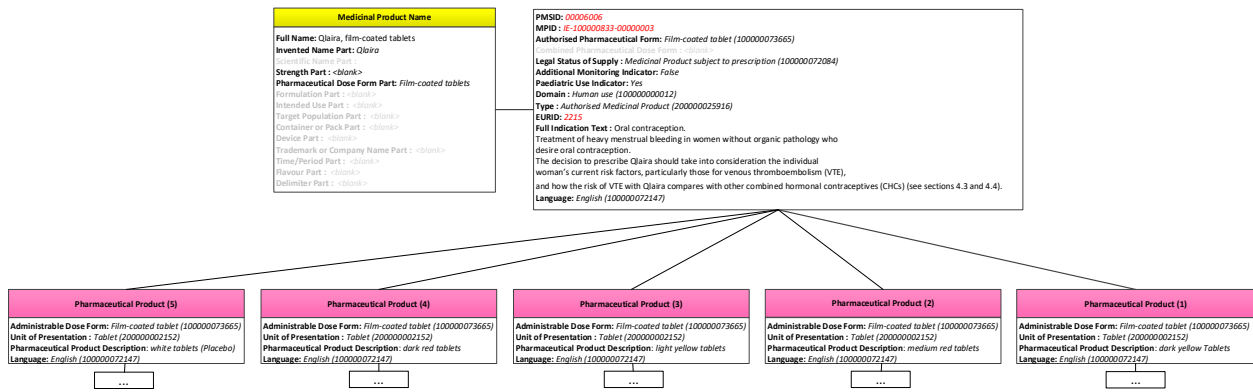 Medicinal Product Name
Full Name: Qlaira, film-coated tablets
Invented Name Part: Qlaira
Scientific Name Part :
Strength Part : <blank>
Pharmaceutical Dose Form Part: Film-coated tablets
Formulation Part : <blank>
Intended Use Part : <blank>
Target Population Part : <blank>
Container or Pack Part : <blank>
Device Part : <blank>
Trademark or Company Name Part : <blank>
Time/Period Part : <blank>
Flavour Part : <blank>
Delimiter Part : <blank>
PMSID: 00006006
MPID : IE-100000833-00000003
Authorised Pharmaceutical Form: Film-coated tablet (100000073665)
Combined Pharmaceutical Dose Form : <blank>
Legal Status of Supply : Medicinal Product subject to prescription (100000072084)
Additional Monitoring Indicator: False
Paediatric Use Indicator: Yes
Domain : Human use (100000000012)
Type : Authorised Medicinal Product (200000025916)
EURID: 2215
Full Indication Text : Oral contraception.
Treatment of heavy menstrual bleeding in women without organic pathology who
desire oral contraception.
The decision to prescribe Qlaira should take into consideration the individual
woman's current risk factors, particularly those for venous thromboembolism (VTE),
and how the risk of VTE with Qlaira compares with other combined hormonal contraceptives (CHCs) (see sections 4.3 and 4.4).
Language: English (100000072147)
Pharmaceutical Product (5)
Administrable Dose Form: Film-coated tablet (100000073665)
Unit of Presentation : Tablet (200000002152)
Pharmaceutical Product Description: white tablets (Placebo)
Language: English (100000072147)
...
Pharmaceutical Product (4)
Administrable Dose Form: Film-coated tablet (100000073665)
Unit of Presentation : Tablet (200000002152)
Pharmaceutical Product Description: dark red tablets
Language: English (100000072147)
...
Pharmaceutical Product (3)
Administrable Dose Form: Film-coated tablet (100000073665)
Unit of Presentation : Tablet (200000002152)
Pharmaceutical Product Description: light yellow tablets
Language: English (100000072147)
...
Pharmaceutical Product (2)
Administrable Dose Form: Film-coated tablet (100000073665)
Unit of Presentation : Tablet (200000002152)
Pharmaceutical Product Description: medium red tablets
Language: English (100000072147)
...
Pharmaceutical Product (1)
Administrable Dose Form: Film-coated tablet (100000073665)
Unit of Presentation : Tablet (200000002152)
Pharmaceutical Product Description: dark yellow Tablets
Language: English (100000072147)
...